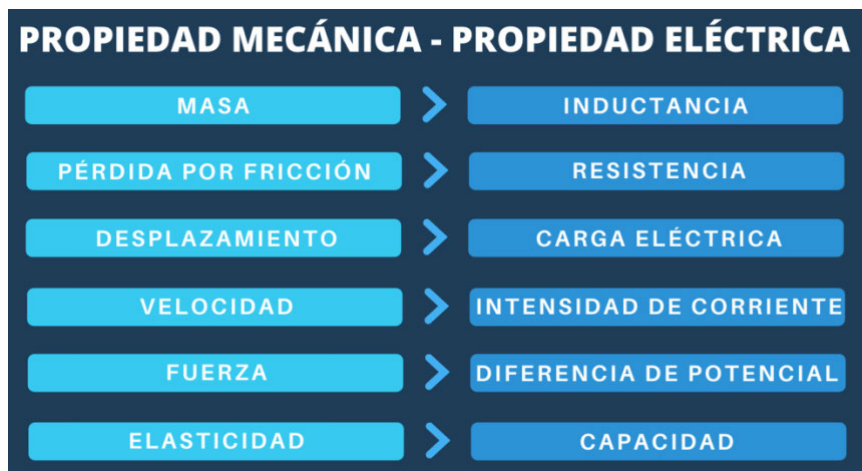 PROPIEDAD MECÁNICA - PROPIEDAD ELÉCTRICA
MASA > INDUCTANCIA
PÉRDIDA POR FRICCIÓN > RESISTENCIA
DESPLAZAMIENTO > CARGA ELÉCTRICA
VELOCIDAD > INTENSIDAD DE CORRIENTE
FUERZA > DIFERENCIA DE POTENCIAL
ELASTICIDAD > CAPACIDAD